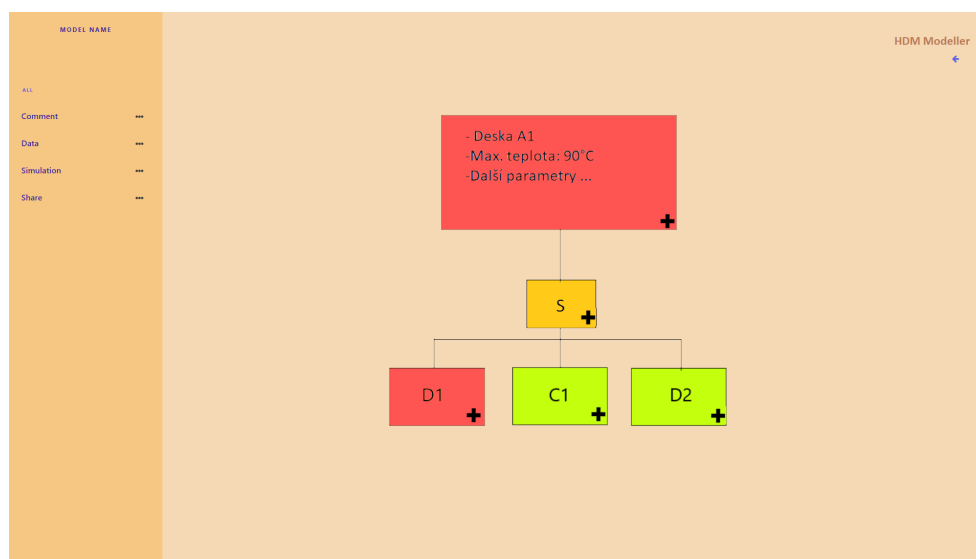 MODEL NAME
HDM Modeller
ALL
Comment
Data
Simulation
Share
- Deska A1
-Max. teplota: 90°C
-Další parametry ...
S
D1
C1
D2